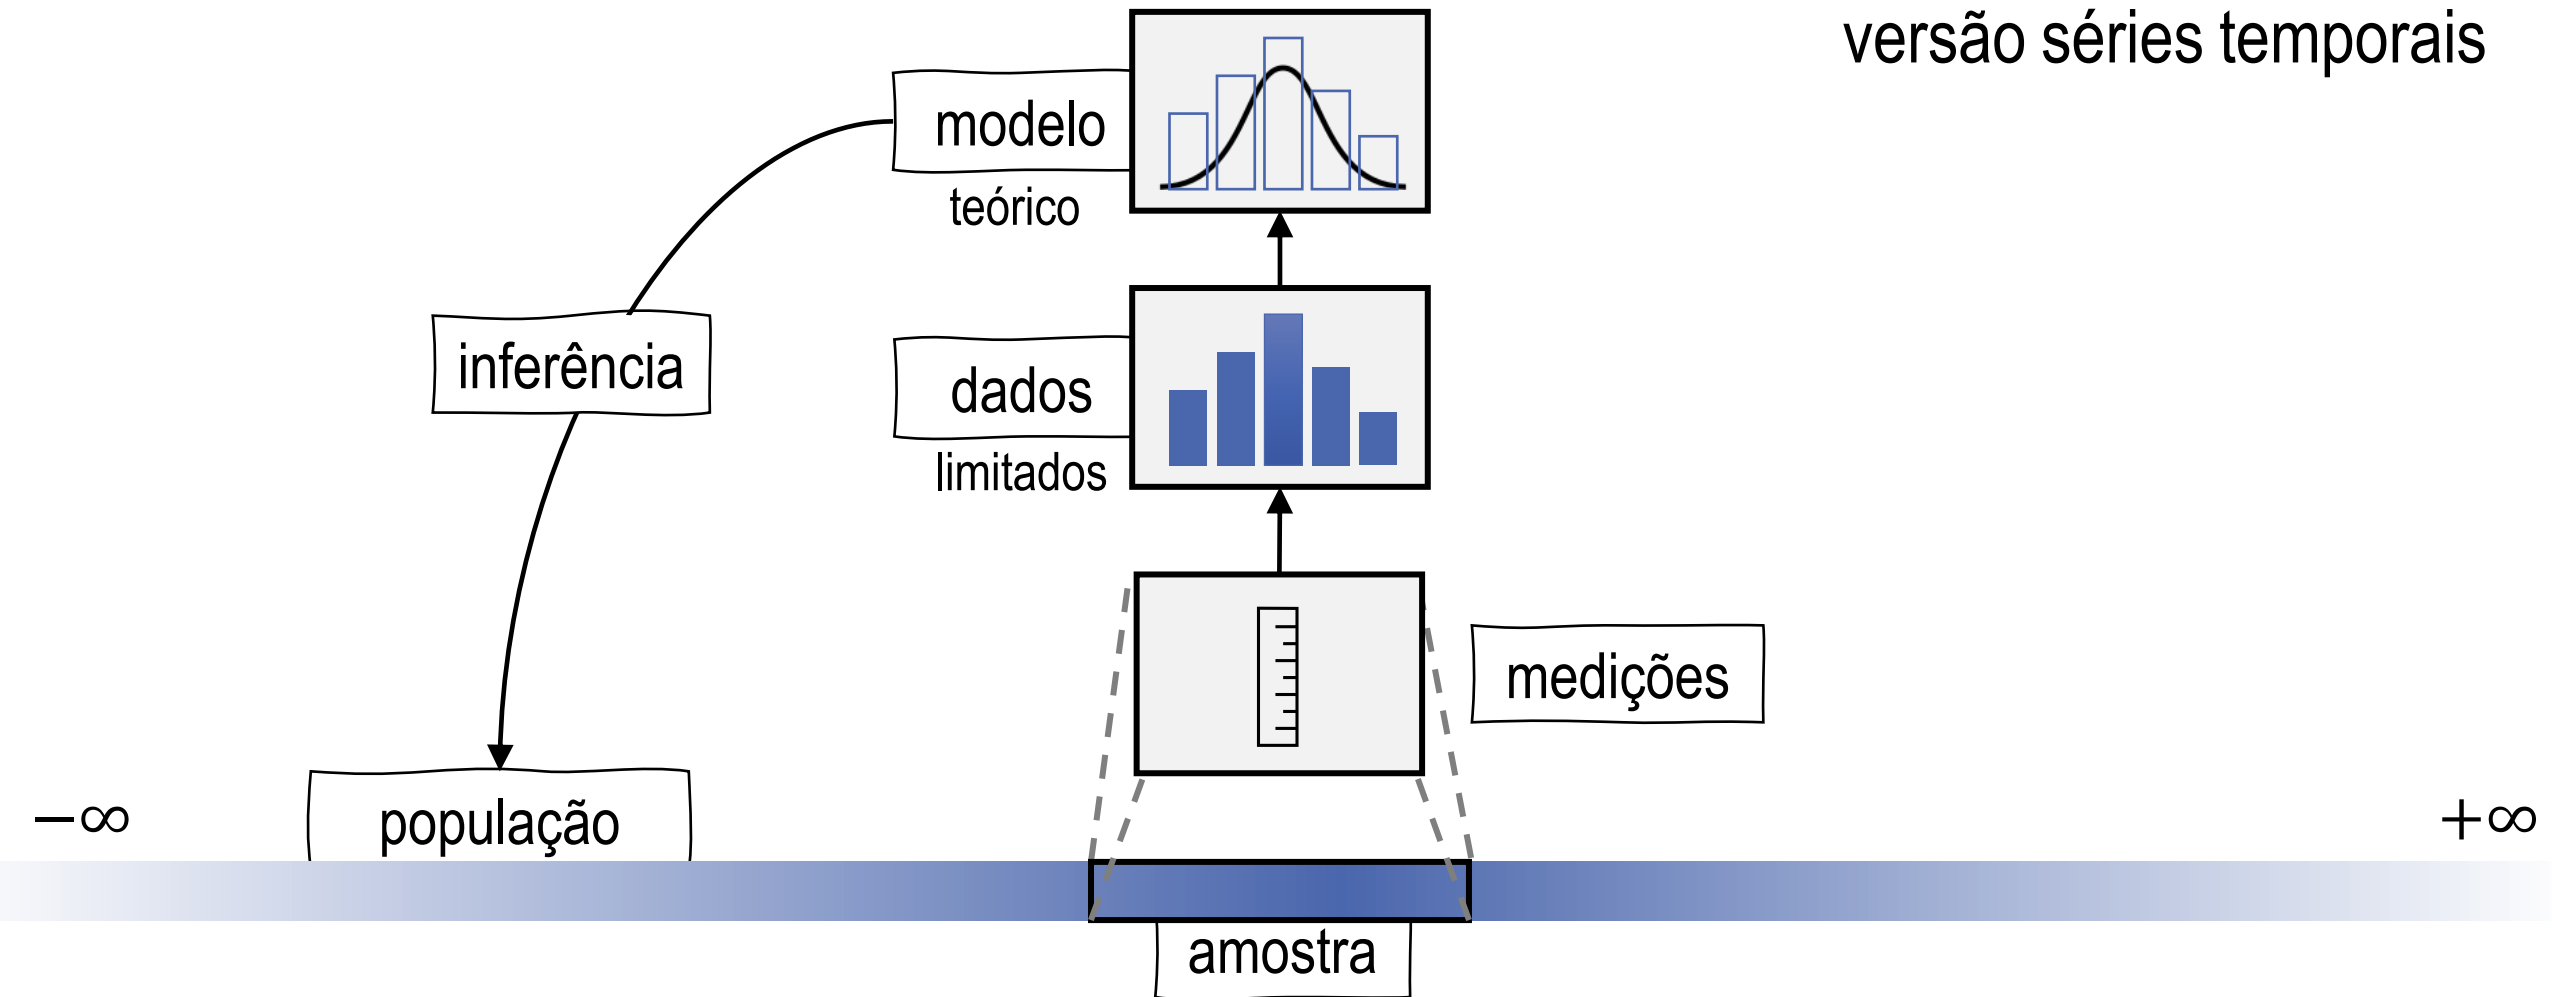 versão séries temporais
modelo
teórico
inferência
dados
limitados
medições
−∞
população
+∞
amostra